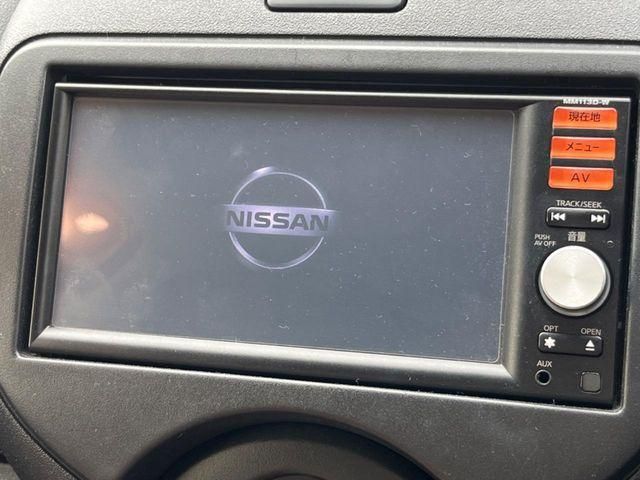 NISSAN
MM113D-W
現在地
メニュー
AV
TRACK/SEEK
PUSH
AV OFF
音量
OPT
OPEN
AUX